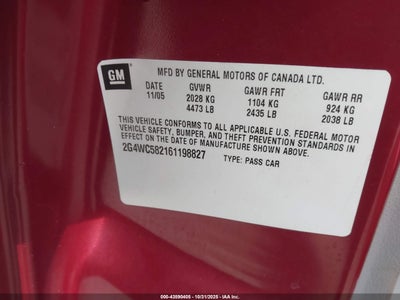 GM
MFD BY GENERAL MOTORS OF CANADA LTD.
DATE GVWR GAWR FRT GAWR RR
11/05 2028 KG 1104 KG 924 KG
4473 LB 2435 LB 2038 LB
THIS VEHICLE CONFORMS TO ALL APPLICABLE U.S. FEDERAL MOTOR
VEHICLE SAFETY, BUMPER, AND THEFT PREVENTION STANDARDS IN
EFFECT ON THE DATE OF MANUFACTURE SHOWN ABOVE.
2G4WC582161198827 TYPE: PASS CAR
000-43590405 - 10/31/2025 - IAA Inc.